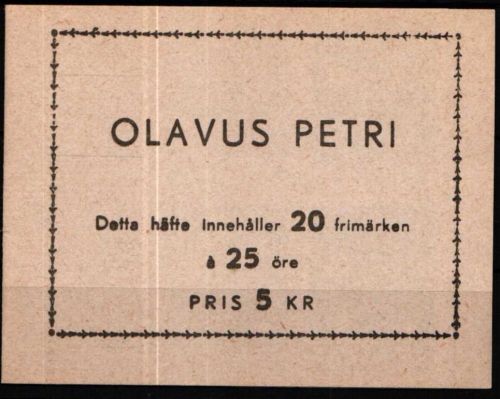 OLAVUS PETRI
Detta häfte innehåller 20 frimärken
à 25 öre
PRIS 5 KR